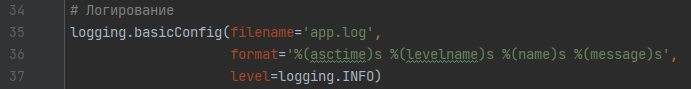 34 # Логирование
35 logging.basicConfig(filename='app.log',
36 format='%(asctime)s %(levelname)s %(name)s %(message)s',
37 level=logging.INFO)